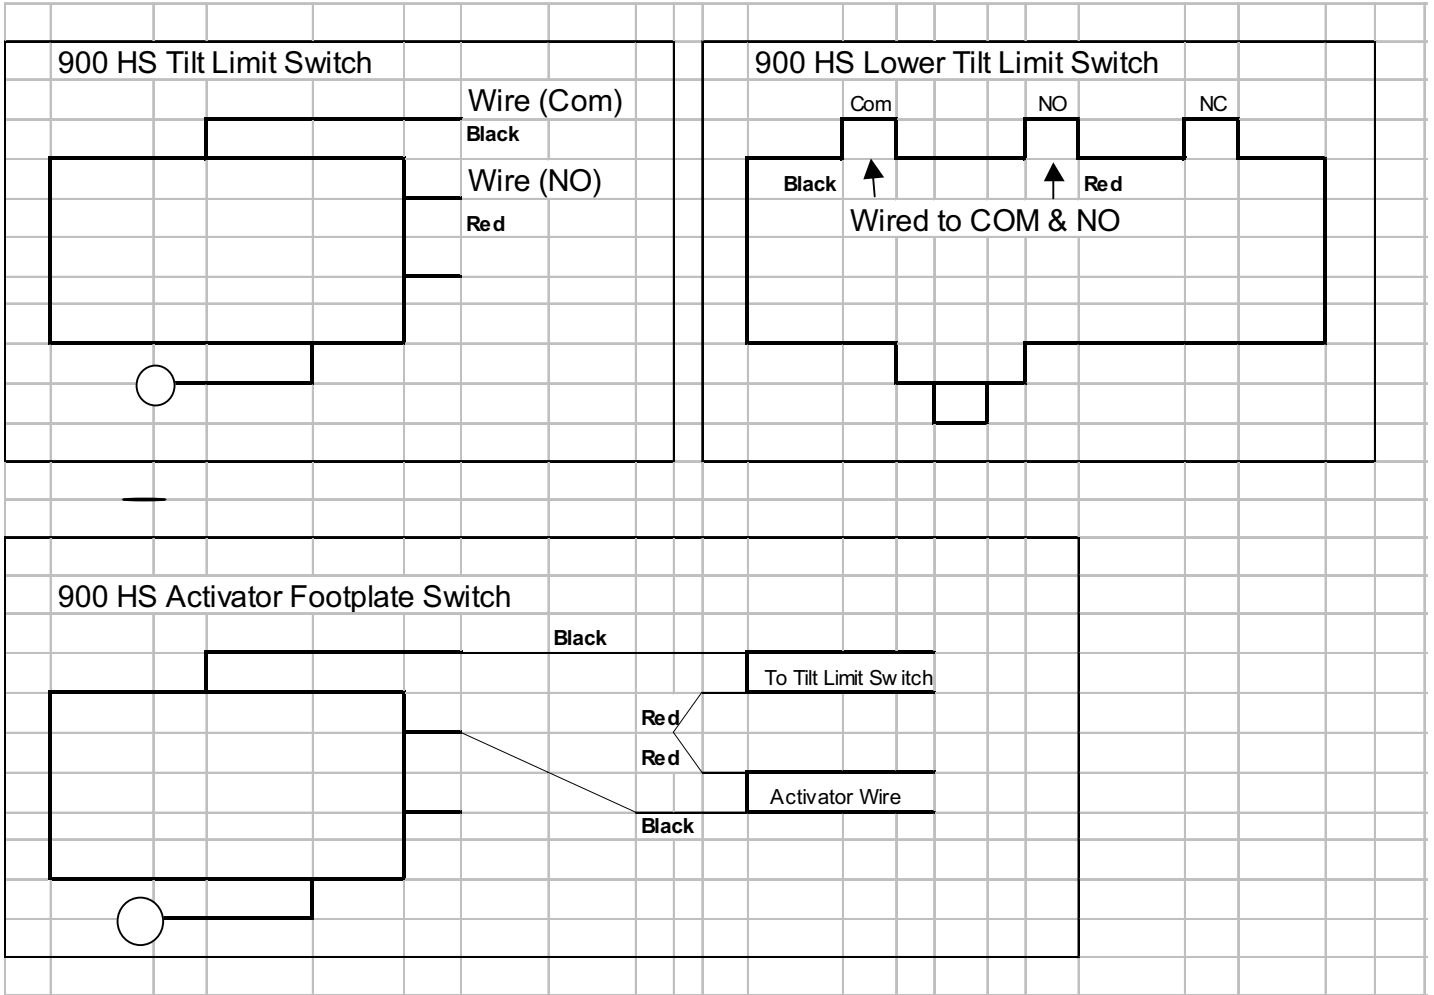 900 HS Tilt Limit Switch
Wire (Com)
Black
Wire (NO)
Red
900 HS Lower Tilt Limit Switch
Com
NO
NC
Black
Red
Wired to COM & NO
900 HS Activator Footplate Switch
Black
To Tilt Limit Switch
Red
Red
Activator Wire
Black